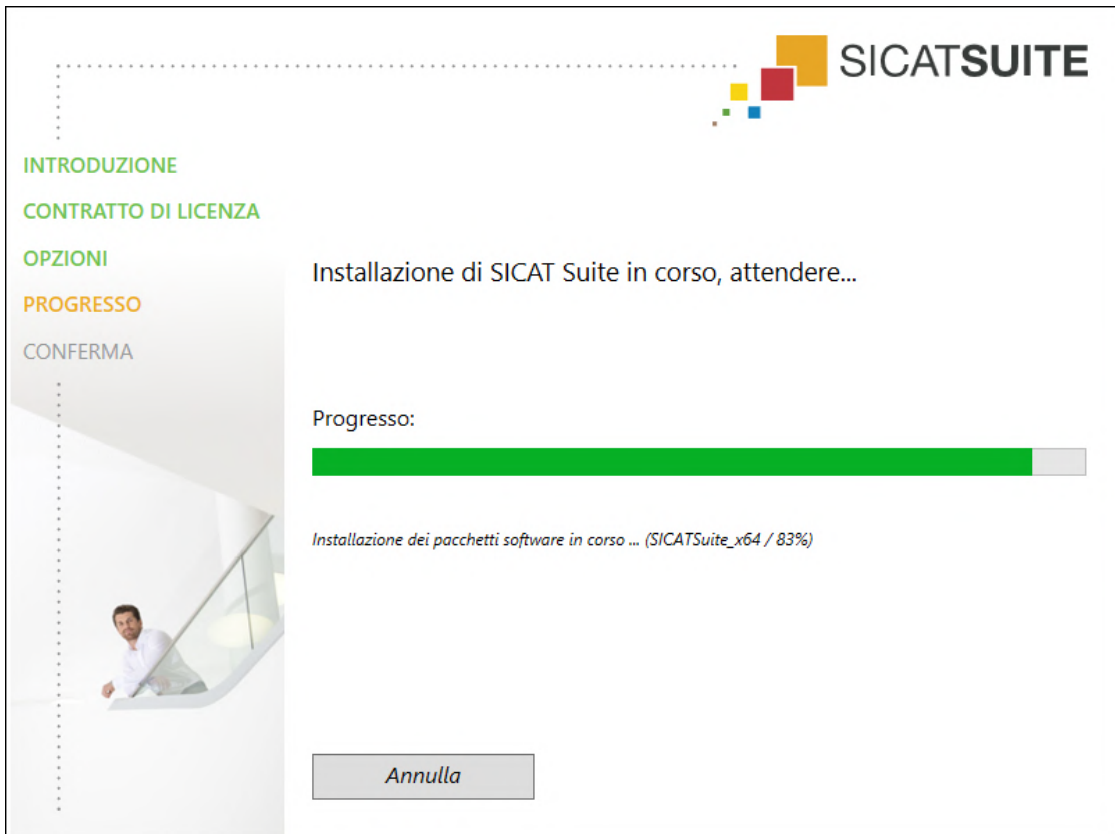 SICATSUITE
INTRODUZIONE
CONTRATTO DI LICENZA
OPZIONI
PROGRESSO
CONFERMA
Installazione di SICAT Suite in corso, attendere...
Progresso:
Installazione dei pacchetti software in corso ... (SICATSuite_x64 / 83%)
Annulla